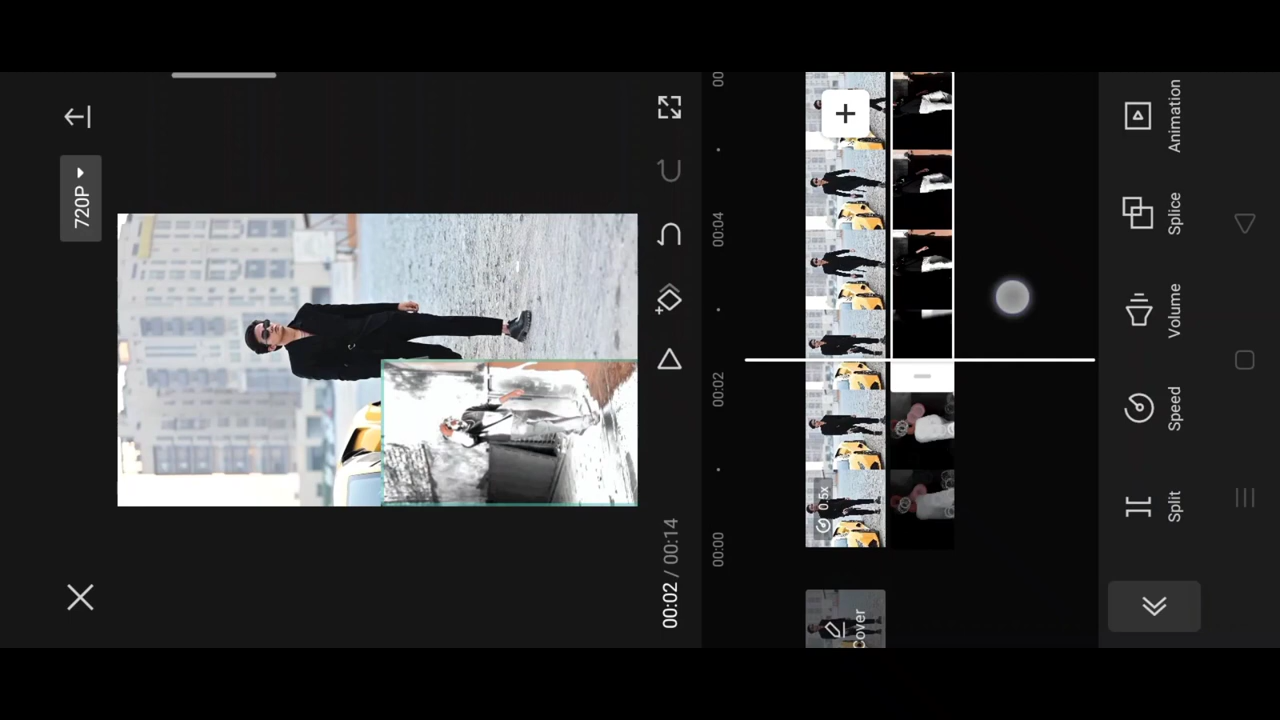 720P
00:02 / 00:14
00:00
00:02
00:04
00
0.5x
Cover
Split
Speed
Volume
Splice
Animation